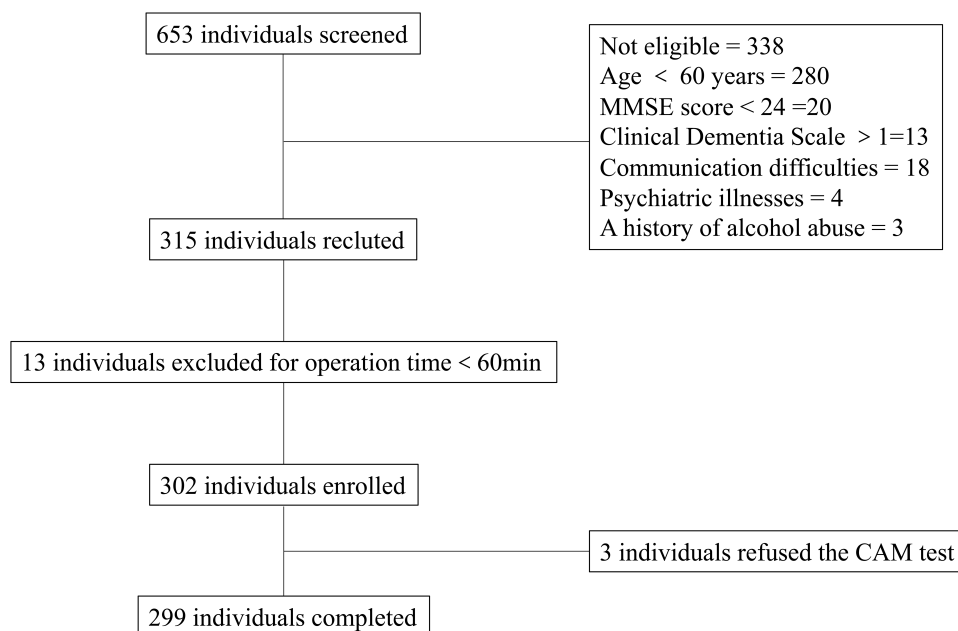 653 individuals screened
Not eligible = 338
Age < 60 years = 280
MMSE score < 24 =20
Clinical Dementia Scale > 1=13
Communication difficulties = 18
Psychiatric illnesses = 4
A history of alcohol abuse = 3
315 individuals recluted
13 individuals excluded for operation time < 60min
302 individuals enrolled
3 individuals refused the CAM test
299 individuals completed